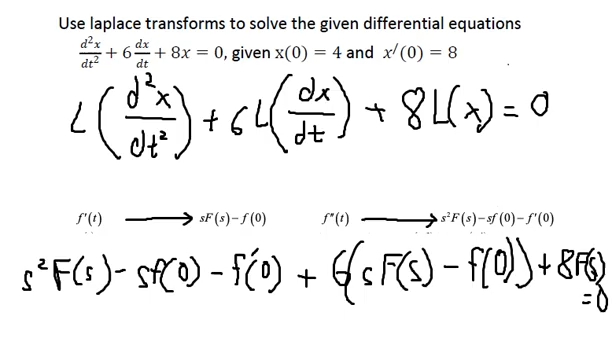 Use laplace transforms to solve the given differential equations
d²x/dt² + 6 dx/dt + 8x = 0, given x(0) = 4 and x′(0) = 8
L(d²x/dt²) + 6L(dx/dt) + 8L(x) = 0
f'(t) → sF(s)−f(0) f"(t) → s²F(s)−sf(0)−f'(0)
s²F(s) − sf(0) − f'(0) + 6(sF(s) − f(0)) + 8F(s)
=0